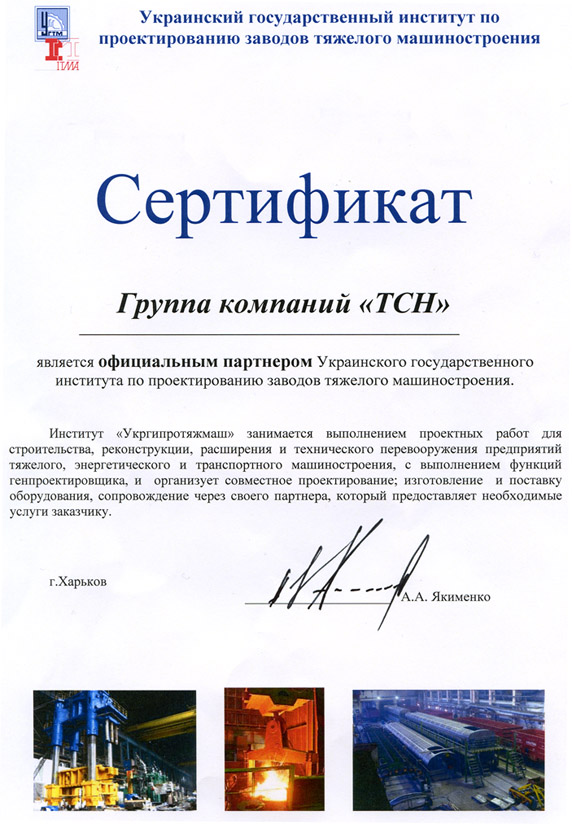 УГТМ
ПМА
Украинский государственный институт по
проектированию заводов тяжелого машиностроения
Сертификат
Группа компаний «ТСН»
является официальным партнером Украинского государственного
института по проектированию заводов тяжелого машиностроения.
Институт «Укргипротяжмаш» занимается выполнением проектных работ для
строительства, реконструкции, расширения и технического перевооружения предприятий
тяжелого, энергетического и транспортного машиностроения, с выполнением функций
генпроектировщика, и организует совместное проектирование; изготовление и поставку
оборудования, сопровождение через своего партнера, который предоставляет необходимые
услуги заказчику.
г.Харьков
А.А. Якименко